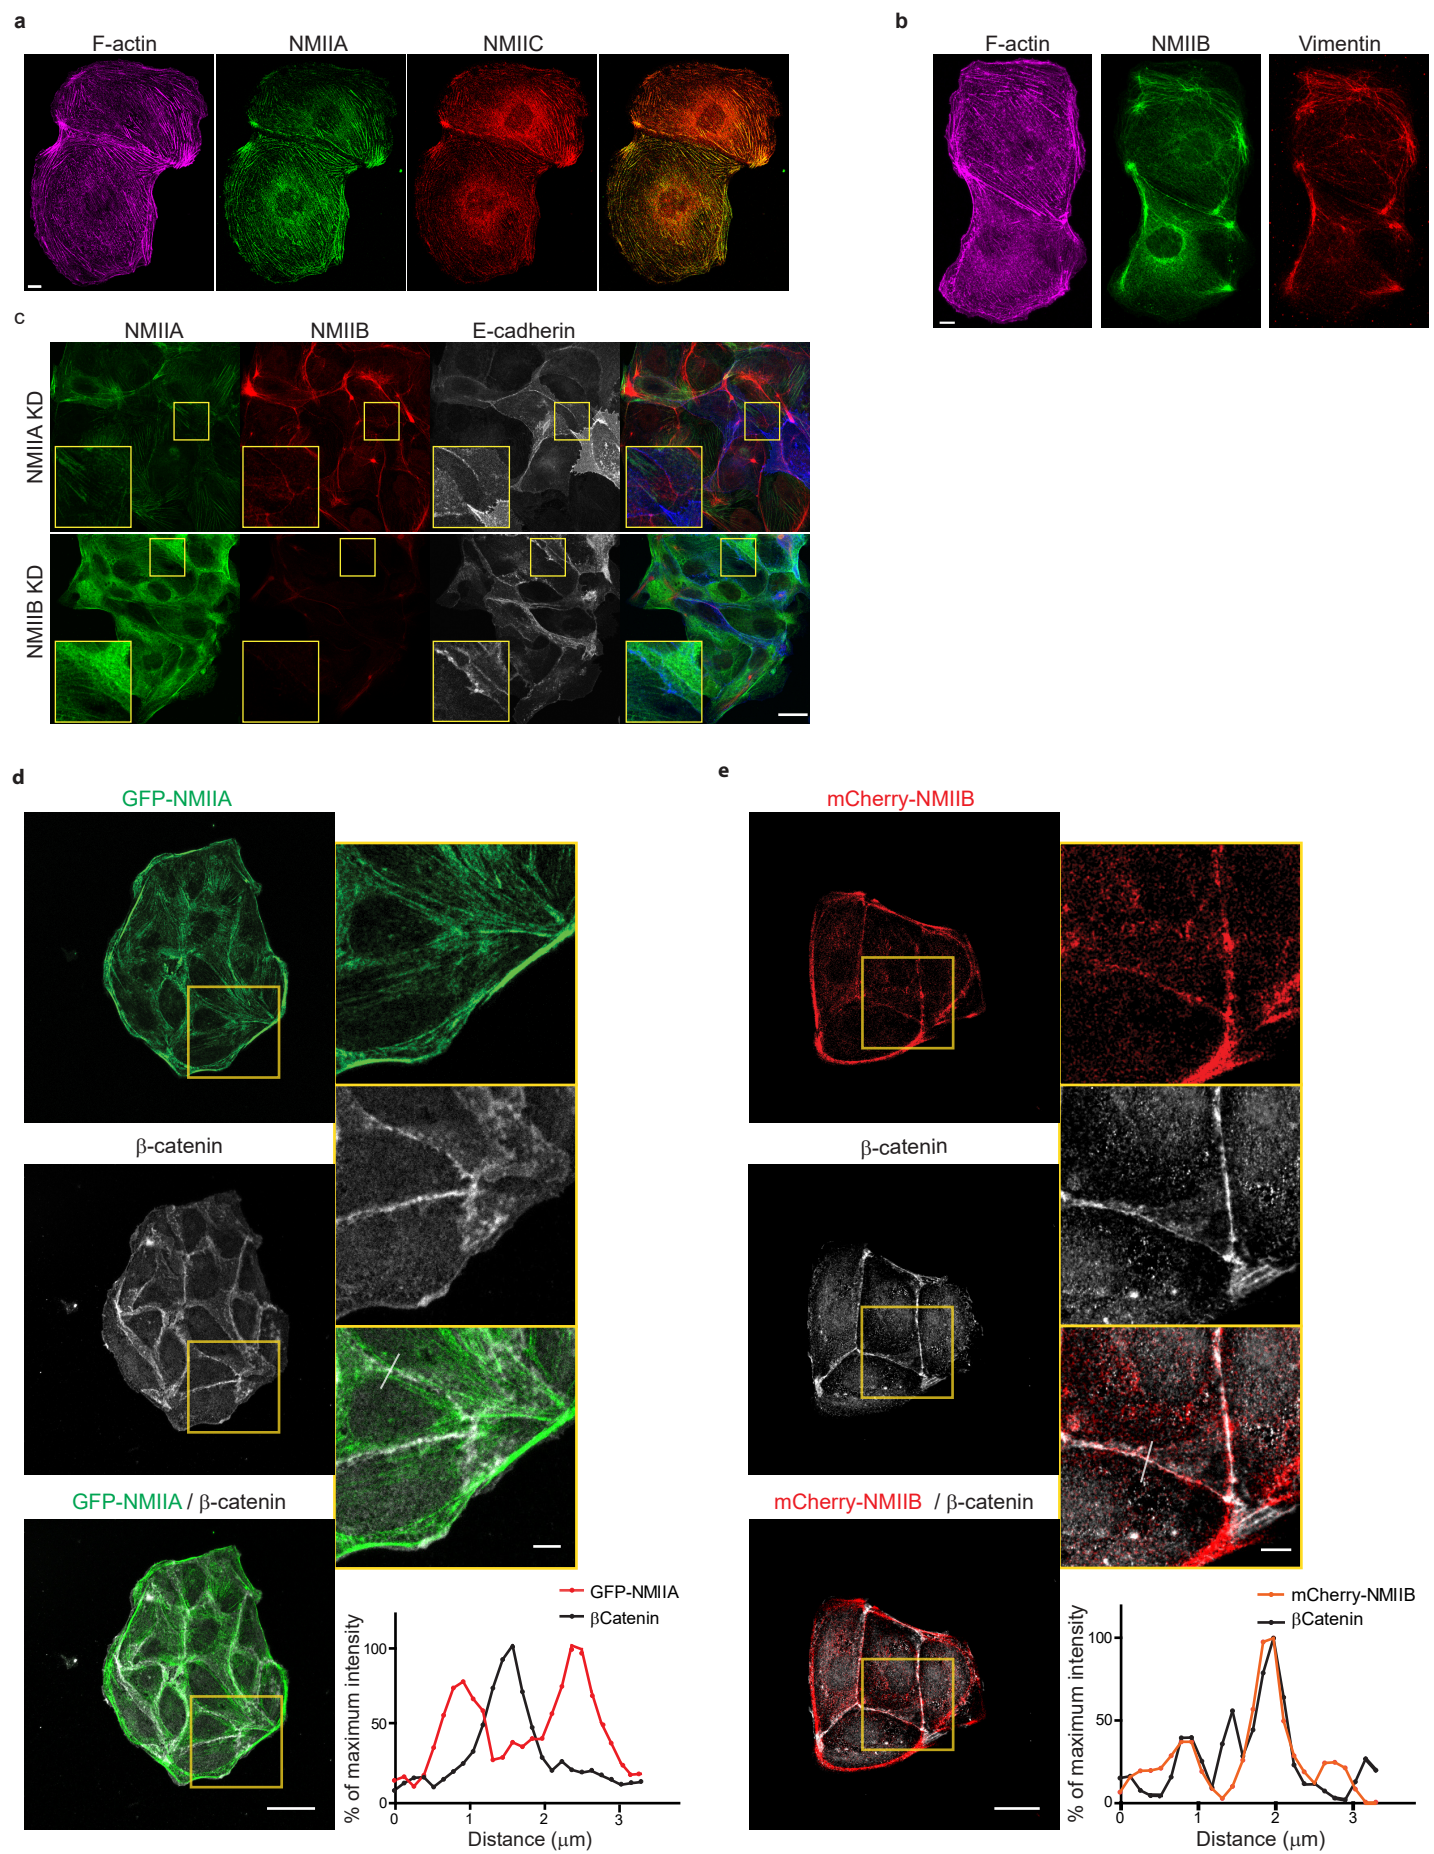 a
F-actin NMIIA NMIIC
b
F-actin NMIIB Vimentin
c
NMIIA NMIIB E-cadherin
NMIIA KD
NMIIB KD
d
GFP-NMIIA
β-catenin
GFP-NMIIA / β-catenin
GFP-NMIIA
βCatenin
% of maximum intensity
100
50
0
0 1 2 3
Distance (μm)
e
mCherry-NMIIB
β-catenin
mCherry-NMIIB / β-catenin
mCherry-NMIIB
βCatenin
% of maximum intensity
100
50
0
0 1 2 3
Distance (μm)